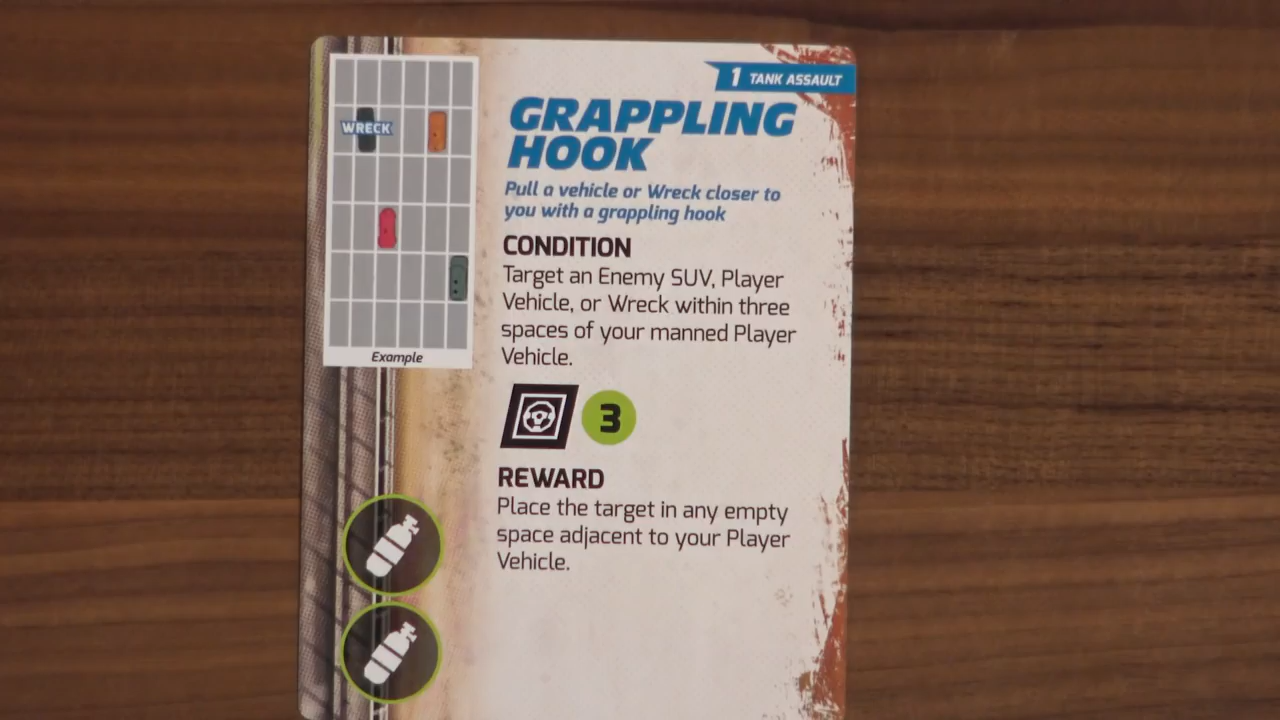 1 TANK ASSAULT
WRECK
Example
GRAPPLING
HOOK
Pull a vehicle or Wreck closer to
you with a grappling hook
CONDITION
Target an Enemy SUV, Player
Vehicle, or Wreck within three
spaces of your manned Player
Vehicle.
3
REWARD
Place the target in any empty
space adjacent to your Player
Vehicle.